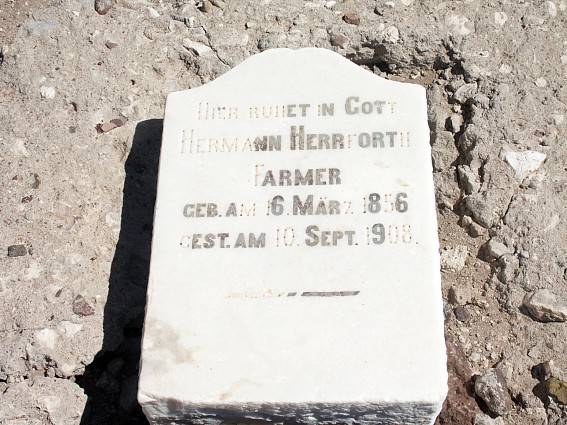 HIER RUHET IN GOTT
HERMANN HERRFORTH
FARMER
GEB. AM 16. MÄRZ 1856
GEST. AM 10. SEPT. 1908.